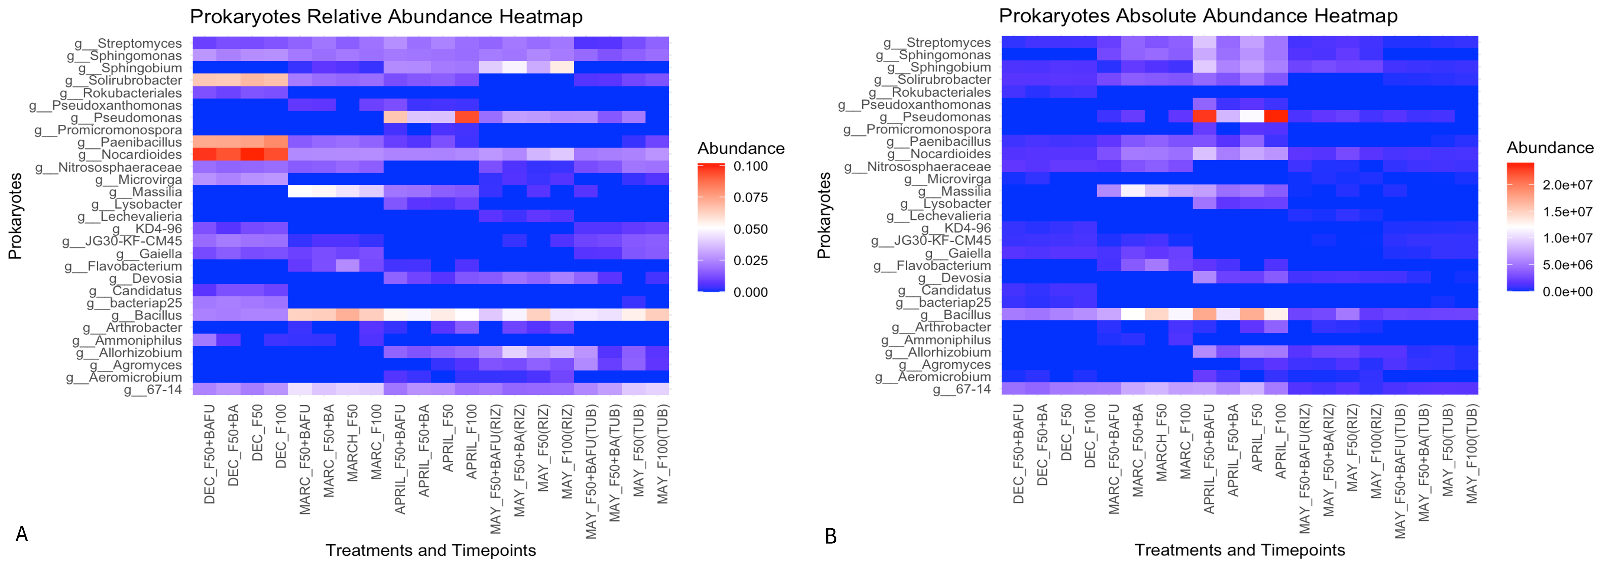 Prokaryotes Relative Abundance Heatmap
Prokaryotes
g__Streptomyces
g__Sphingomonas
g__Sphingobium
g__Solirubrobacter
g__Rokubacteriales
g__Pseudoxanthomonas
g__Pseudomonas
g__Promicromonospora
g__Paenibacillus
g__Nocardioides
g__Nitrososphaeraceae
g__Microvirga
g__Massilia
g__Lysobacter
g__Lechevalieria
g__KD4-96
g__JG30-KF-CM45
g__Gaiella
g__Flavobacterium
g__Devosia
g__Candidatus
g__bacteriap25
g__Bacillus
g__Arthrobacter
g__Ammoniphilus
g__Allorhizobium
g__Agromyces
g__Aeromicrobium
g__67-14
DEC_F50+BAFU
DEC_F50+BA
DEC_F50
DEC_F100
MARC_F50+BAFU
MARC_F50+BA
MARCH_F50
MARC_F100
APRIL_F50+BAFU
APRIL_F50+BA
APRIL_F50
APRIL_F100
MAY_F50+BAFU(RIZ)
MAY_F50+BA(RIZ)
MAY_F50(RIZ)
MAY_F100(RIZ)
MAY_F50+BAFU(TUB)
MAY_F50+BA(TUB)
MAY_F50(TUB)
MAY_F100(TUB)
Treatments and Timepoints
Abundance
0.100
0.075
0.050
0.025
0.000
A
Prokaryotes Absolute Abundance Heatmap
Prokaryotes
g__Streptomyces
g__Sphingomonas
g__Sphingobium
g__Solirubrobacter
g__Rokubacteriales
g__Pseudoxanthomonas
g__Pseudomonas
g__Promicromonospora
g__Paenibacillus
g__Nocardioides
g__Nitrososphaeraceae
g__Microvirga
g__Massilia
g__Lysobacter
g__Lechevalieria
g__KD4-96
g__JG30-KF-CM45
g__Gaiella
g__Flavobacterium
g__Devosia
g__Candidatus
g__bacteriap25
g__Bacillus
g__Arthrobacter
g__Ammoniphilus
g__Allorhizobium
g__Agromyces
g__Aeromicrobium
g__67-14
DEC_F50+BAFU
DEC_F50+BA
DEC_F50
DEC_F100
MARC_F50+BAFU
MARC_F50+BA
MARCH_F50
MARC_F100
APRIL_F50+BAFU
APRIL_F50+BA
APRIL_F50
APRIL_F100
MAY_F50+BAFU(RIZ)
MAY_F50+BA(RIZ)
MAY_F50(RIZ)
MAY_F100(RIZ)
MAY_F50+BAFU(TUB)
MAY_F50+BA(TUB)
MAY_F50(TUB)
MAY_F100(TUB)
Treatments and Timepoints
Abundance
2.0e+07
1.5e+07
1.0e+07
5.0e+06
0.0e+00
B